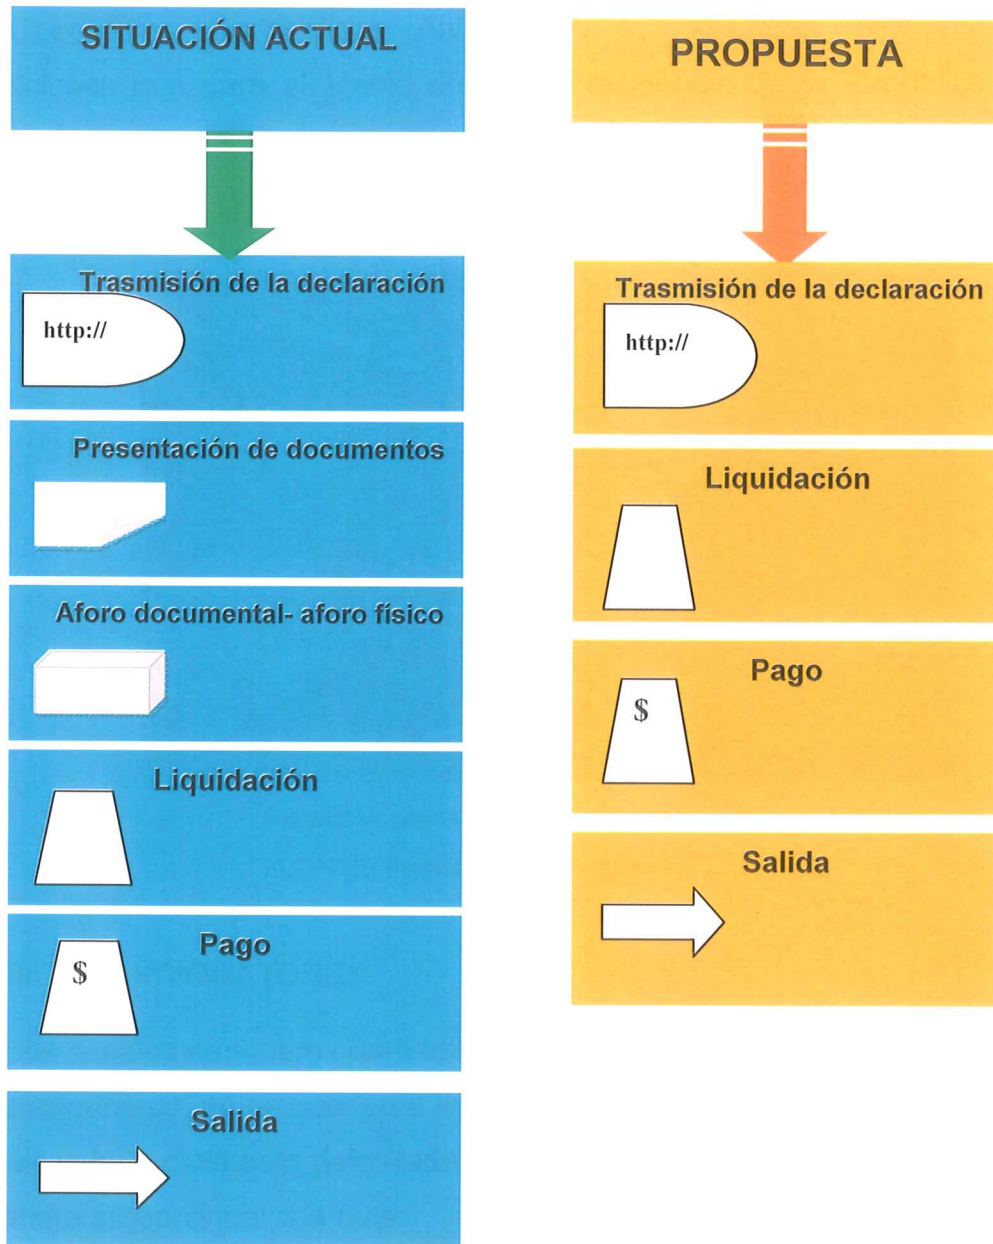 SITUACIÓN ACTUAL
Trasmisión de la declaración
http://
Presentación de documentos
Aforo documental- aforo físico
Liquidación
Pago
$
Salida
PROPUESTA
Trasmisión de la declaración
http://
Liquidación
Pago
$
Salida